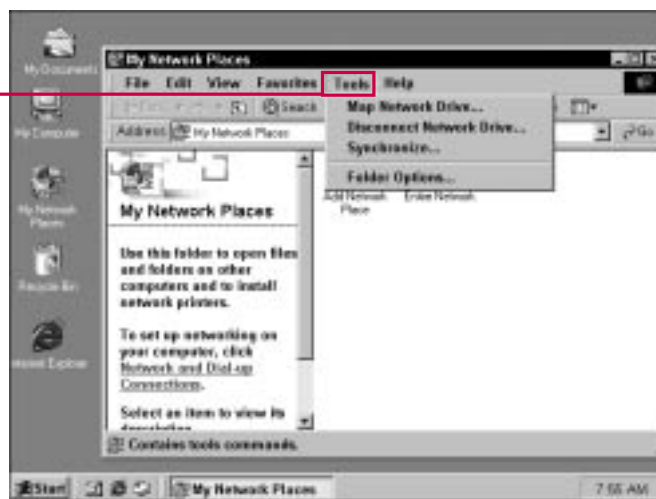 My Documents
My Network Places
File Edit View Favorites Tools Help
Search
Map Network Drive...
Disconnect Network Drive...
Synchronize...
Folder Options...
Address My Network Places
Go
My Computer
My Network Places
Add Network Place
Entire Network
My Network
Places
Use this folder to open files
and folders on other
computers and to install
network printers.
To set up networking on
your computer, click
Network and Dial-up
Connections.
Select an item to view its
description.
Recycle Bin
Internet Explorer
Contains tools commands.
Start
My Network Places
7:55 AM